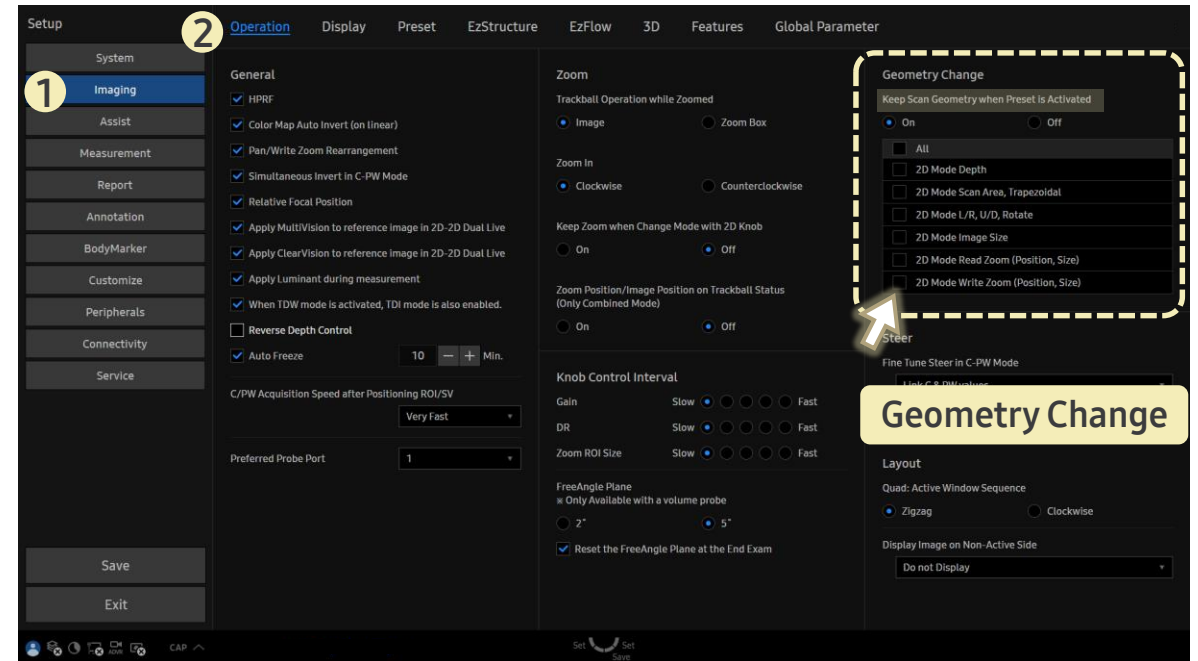 Setup
2
Operation
Display
Preset
EzStructure
EzFlow
3D
Features
Global Parameter
System
1
Imaging
Assist
Measurement
Report
Annotation
BodyMarker
Customize
Peripherals
Connectivity
Service
Save
Exit
General
HPRF
Color Map Auto Invert (on linear)
Pan/Write Zoom Rearrangement
Simultaneous Invert in C-PW Mode
Relative Focal Position
Apply MultiVision to reference image in 2D-2D Dual Live
Apply ClearVision to reference image in 2D-2D Dual Live
Apply Luminant during measurement
When TDW mode is activated, TDI mode is also enabled.
Reverse Depth Control
Auto Freeze 10 — + Min.
C/PW Acquisition Speed after Positioning ROI/SV
Very Fast
Preferred Probe Port 1
Zoom
Trackball Operation while Zoomed
Image Zoom Box
Zoom In
Clockwise Counterclockwise
Keep Zoom when Change Mode with 2D Knob
On Off
Zoom Position/Image Position on Trackball Status
(Only Combined Mode)
On Off
Knob Control Interval
Gain Slow Fast
DR Slow Fast
Zoom ROI Size Slow Fast
FreeAngle Plane
※ Only Available with a volume probe
2˚ 5˚
Reset the FreeAngle Plane at the End Exam
Geometry Change
Keep Scan Geometry when Preset is Activated
On Off
All
2D Mode Depth
2D Mode Scan Area, Trapezoidal
2D Mode L/R, U/D, Rotate
2D Mode Image Size
2D Mode Read Zoom (Position, Size)
2D Mode Write Zoom (Position, Size)
Steer
Fine Tune Steer in C-PW Mode
Link C & PW values
Geometry Change
Layout
Quad: Active Window Sequence
Zigzag Clockwise
Display Image on Non-Active Side
Do not Display
CAP
Set Set
Save